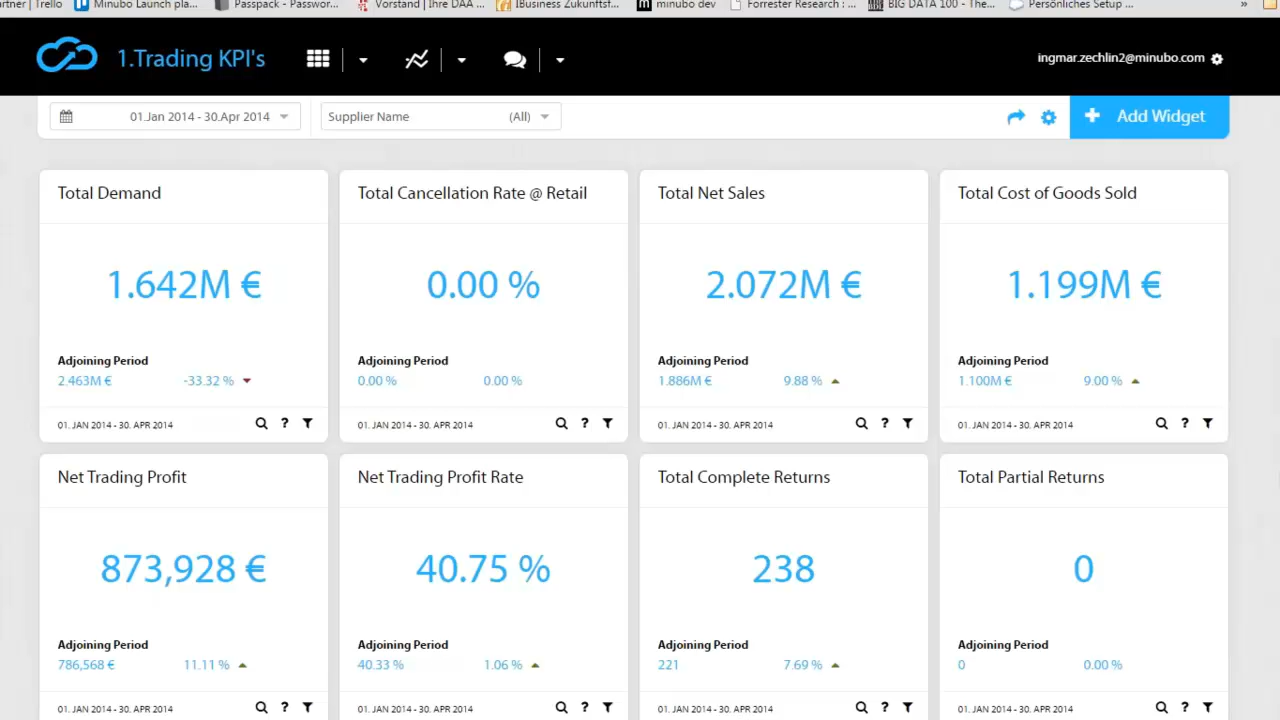 artner | Trello
Minubo Launch pla...
Passpack - Passwor...
Vorstand | Ihre DAA ...
IBusiness Zukunftsf...
minubo dev
Forrester Research : ...
BIG DATA 100 - The...
Persönliches Setup ...
»
1.Trading KPI's
ingmar.zechlin2@minubo.com
01.Jan 2014 - 30.Apr 2014
Supplier Name (All)
+ Add Widget
Total Demand
1.642M €
Adjoining Period
2.463M € -33.32 %
01. JAN 2014 - 30. APR 2014 ?
Total Cancellation Rate @ Retail
0.00 %
Adjoining Period
0.00 % 0.00 %
01. JAN 2014 - 30. APR 2014 ?
Total Net Sales
2.072M €
Adjoining Period
1.886M € 9.88 %
01. JAN 2014 - 30. APR 2014 ?
Total Cost of Goods Sold
1.199M €
Adjoining Period
1.100M € 9.00 %
01. JAN 2014 - 30. APR 2014 ?
Net Trading Profit
873,928 €
Adjoining Period
786,568 € 11.11 %
01. JAN 2014 - 30. APR 2014 ?
Net Trading Profit Rate
40.75 %
Adjoining Period
40.33 % 1.06 %
01. JAN 2014 - 30. APR 2014 ?
Total Complete Returns
238
Adjoining Period
221 7.69 %
01. JAN 2014 - 30. APR 2014 ?
Total Partial Returns
0
Adjoining Period
0 0.00 %
01. JAN 2014 - 30. APR 2014 ?